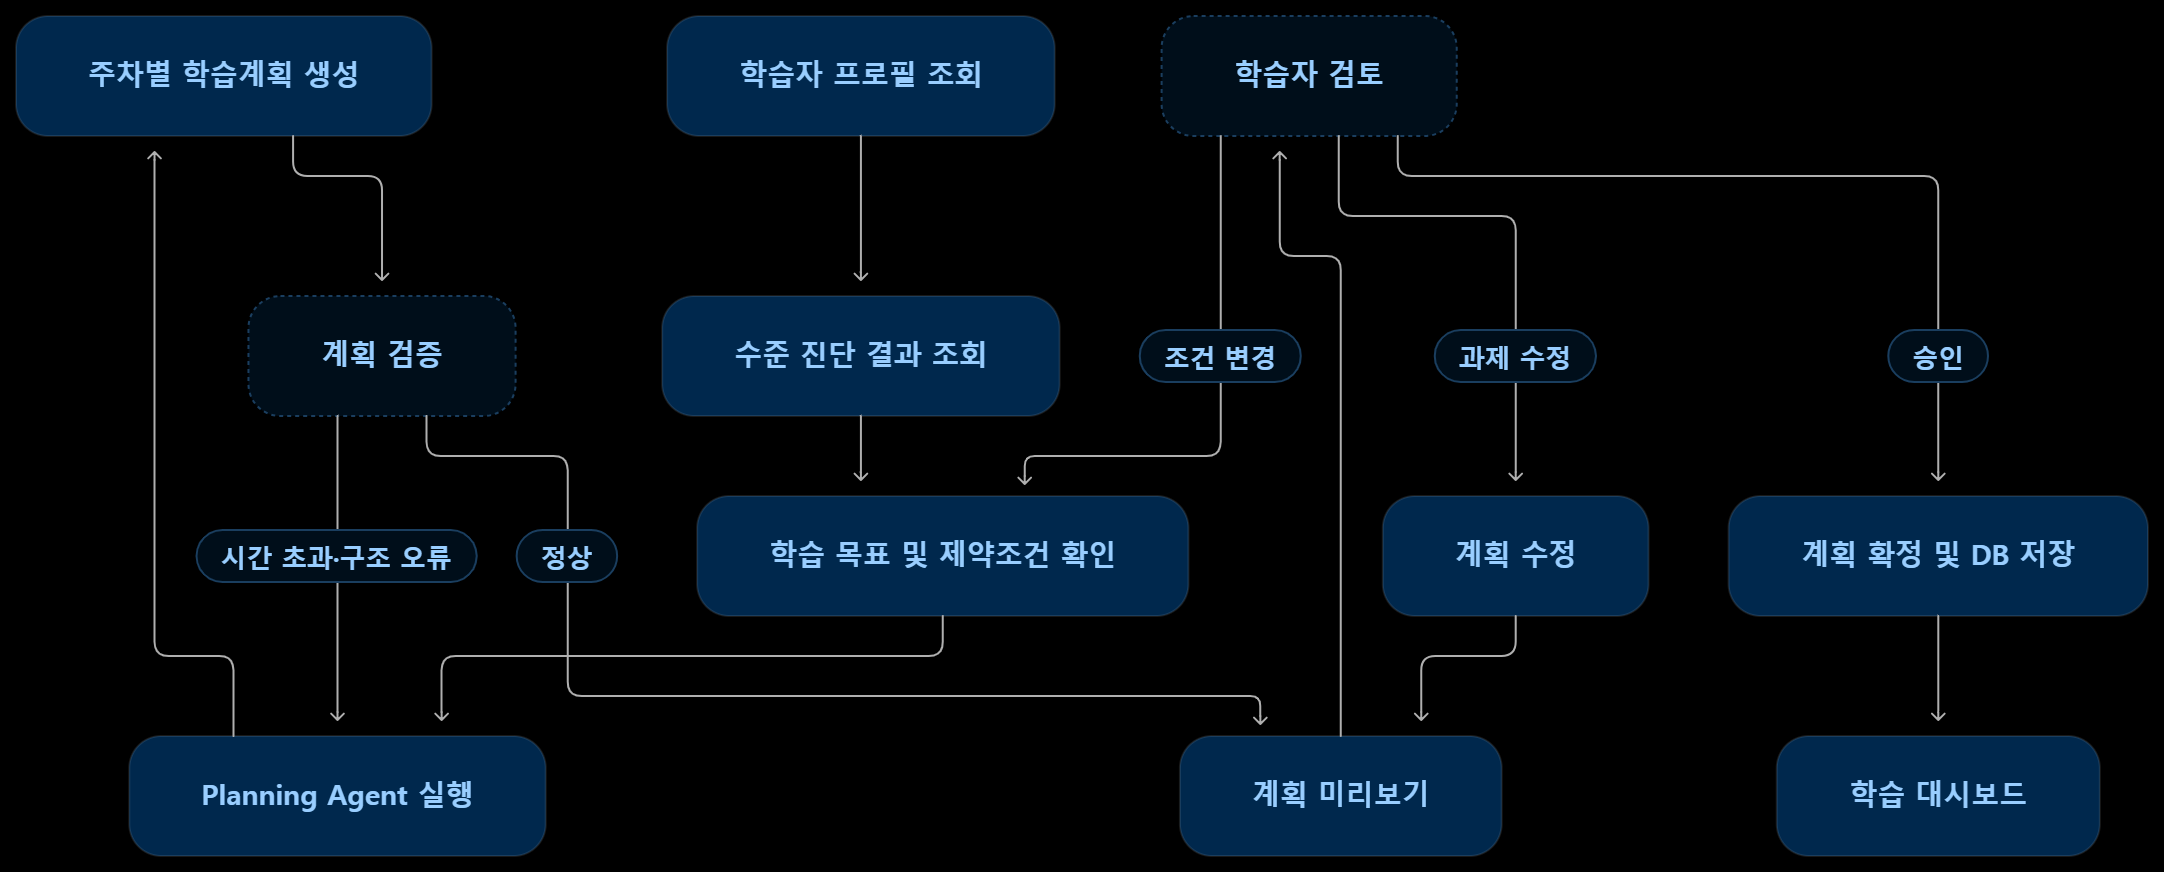 주차별 학습계획 생성
학습자 프로필 조회
학습자 검토
계획 검증
수준 진단 결과 조회
조건 변경
과제 수정
승인
시간 초과·구조 오류
정상
학습 목표 및 제약조건 확인
계획 수정
계획 확정 및 DB 저장
Planning Agent 실행
계획 미리보기
학습 대시보드